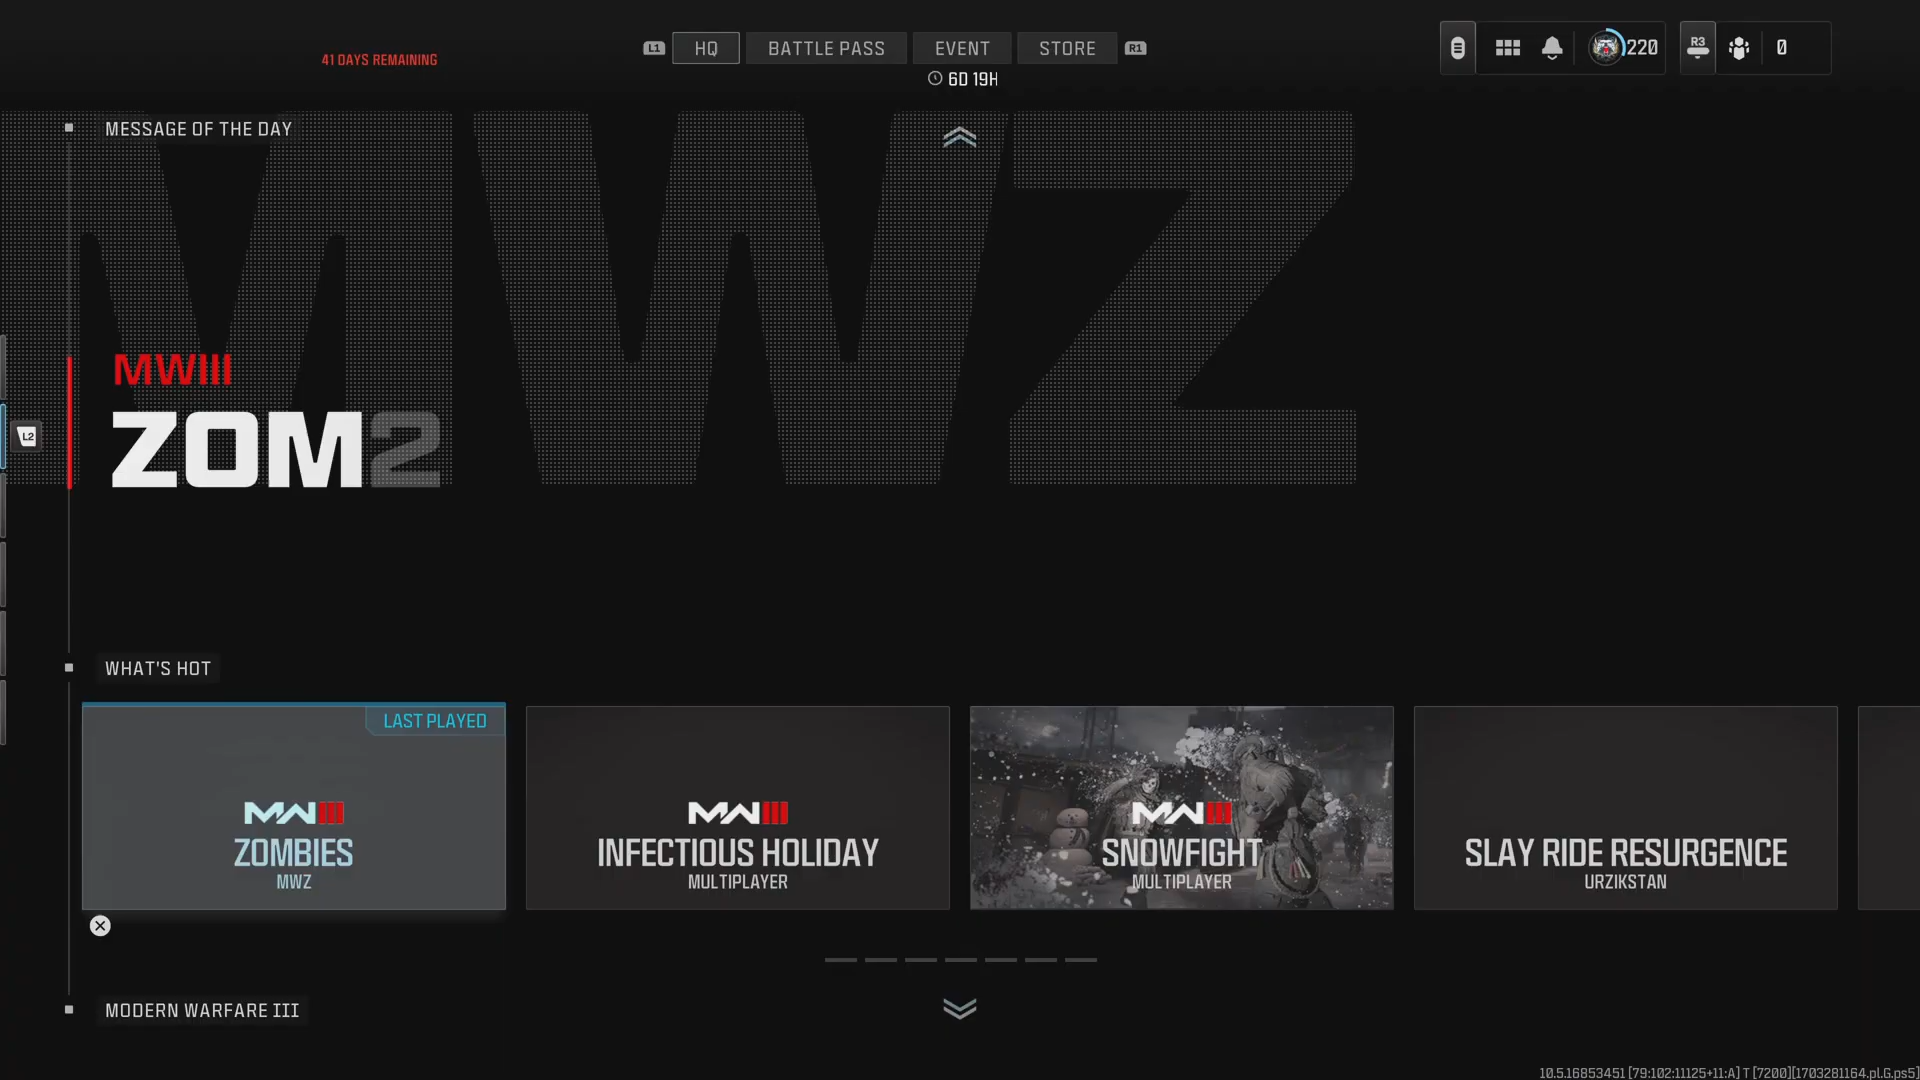 41 DAYS REMAINING
L1 HQ BATTLE PASS EVENT STORE R1
6D 19H
220
R3
0
MESSAGE OF THE DAY
MWZ
MWIII
ZOM2
L2
WHAT'S HOT
LAST PLAYED
MWIII
ZOMBIES
MWZ
MWIII
INFECTIOUS HOLIDAY
MULTIPLAYER
MWIII
SNOWFIGHT
MULTIPLAYER
SLAY RIDE RESURGENCE
URZIKSTAN
MODERN WARFARE III
10.5.16853451 [79:102:11125+11:A] T [7200][1703281164.pl.G.ps5]